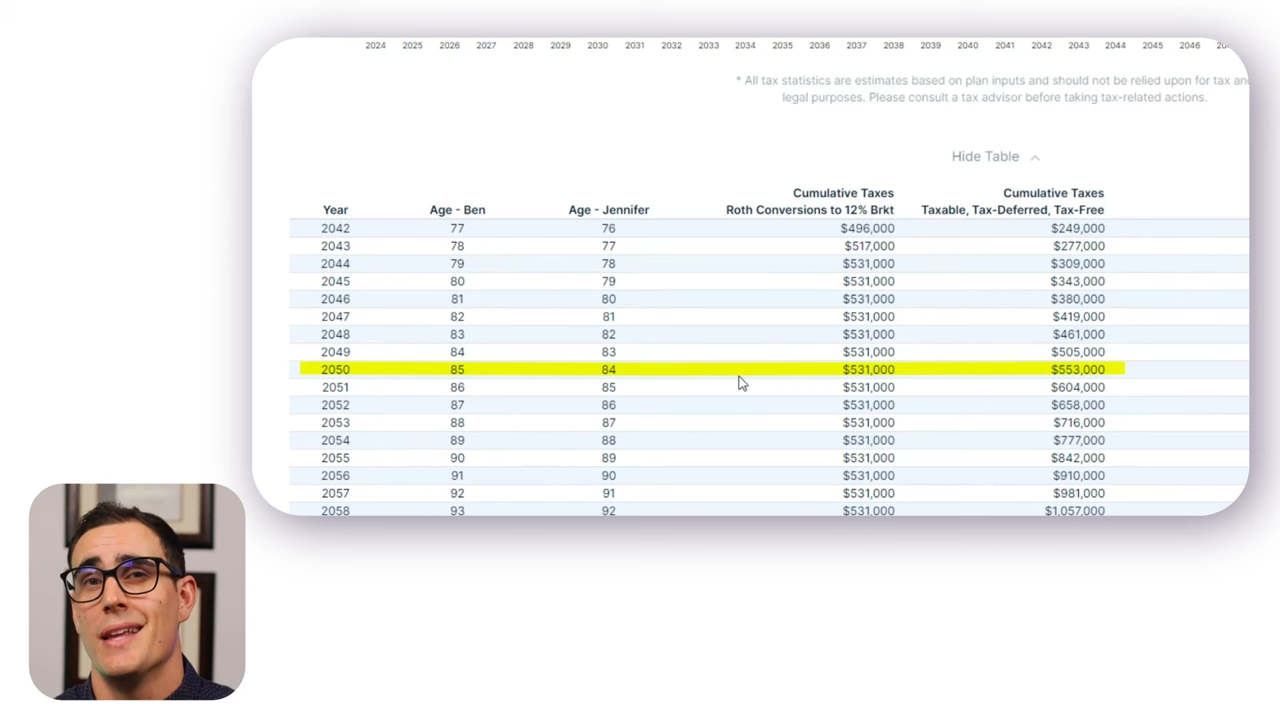 2024 2025 2026 2027 2028 2029 2030 2031 2032 2033 2034 2035 2036 2037 2038 2039 2040 2041 2042 2043 2044 2045 2046
* All tax statistics are estimates based on plan inputs and should not be relied upon for tax and
legal purposes. Please consult a tax advisor before taking tax-related actions.
Hide Table
Cumulative Taxes Cumulative Taxes
Year Age - Ben Age - Jennifer Roth Conversions to 12% Brkt Taxable, Tax-Deferred, Tax-Free
2042 77 76 $496,000 $249,000
2043 78 77 $517,000 $277,000
2044 79 78 $531,000 $309,000
2045 80 79 $531,000 $343,000
2046 81 80 $531,000 $380,000
2047 82 81 $531,000 $419,000
2048 83 82 $531,000 $461,000
2049 84 83 $531,000 $505,000
2050 85 84 $531,000 $553,000
2051 86 85 $531,000 $604,000
2052 87 86 $531,000 $658,000
2053 88 87 $531,000 $716,000
2054 89 88 $531,000 $777,000
2055 90 89 $531,000 $842,000
2056 91 90 $531,000 $910,000
2057 92 91 $531,000 $981,000
2058 93 92 $531,000 $1,057,000